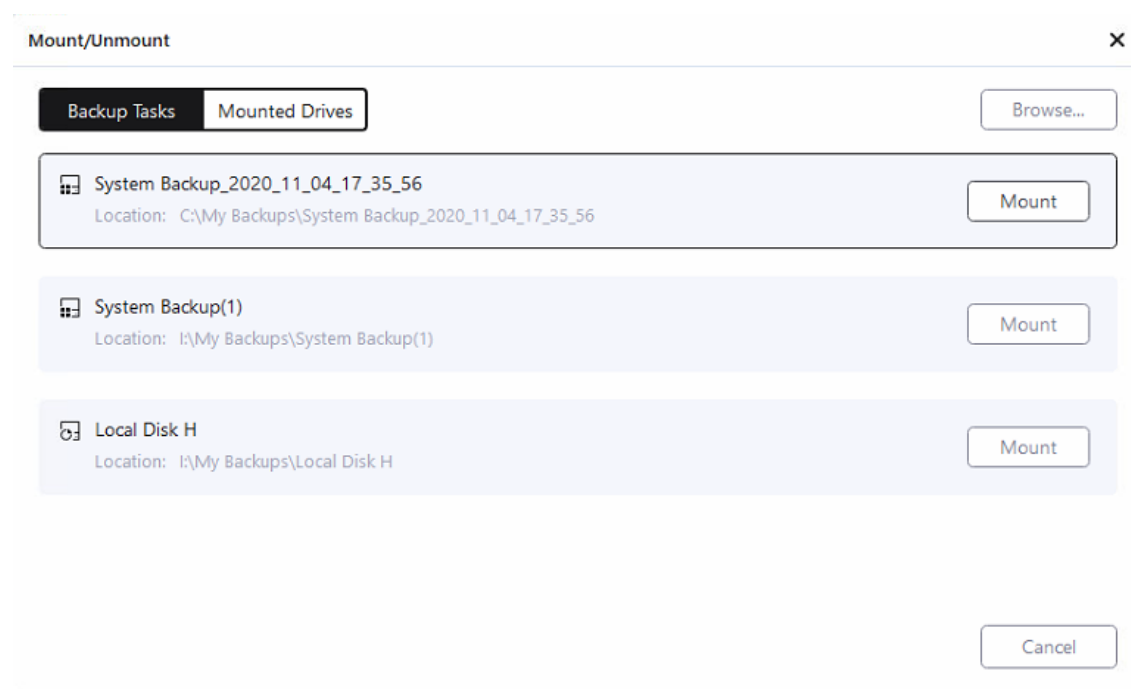 Mount/Unmount
Backup Tasks Mounted Drives Browse...
System Backup_2020_11_04_17_35_56
Location: C:\My Backups\System Backup_2020_11_04_17_35_56
Mount
System Backup(1)
Location: I:\My Backups\System Backup(1)
Mount
Local Disk H
Location: I:\My Backups\Local Disk H
Mount
Cancel